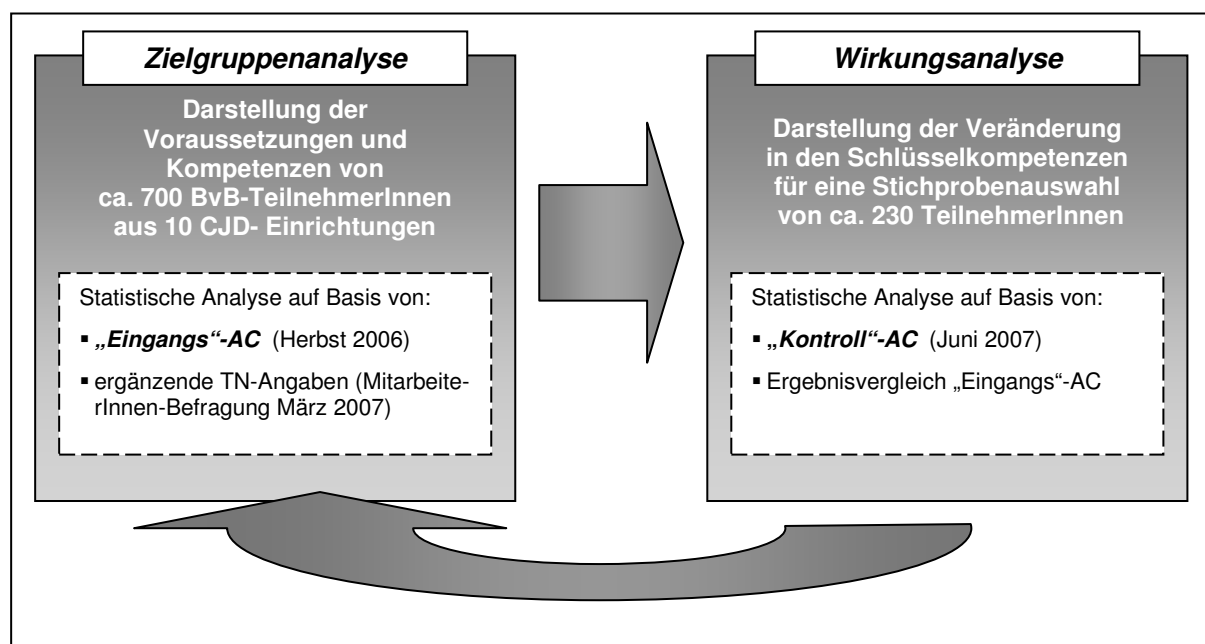 Zielgruppenanalyse
Darstellung der
Voraussetzungen und
Kompetenzen von
ca. 700 BvB-TeilnehmerInnen
aus 10 CJD- Einrichtungen
Statistische Analyse auf Basis von:
▪ „Eingangs“-AC (Herbst 2006)
▪ ergänzende TN-Angaben (Mitarbeite-
rInnen-Befragung März 2007)
Wirkungsanalyse
Darstellung der Veränderung
in den Schlüsselkompetenzen
für eine Stichprobenauswahl
von ca. 230 TeilnehmerInnen
Statistische Analyse auf Basis von:
▪ „Kontroll“-AC (Juni 2007)
▪ Ergebnisvergleich „Eingangs“-AC